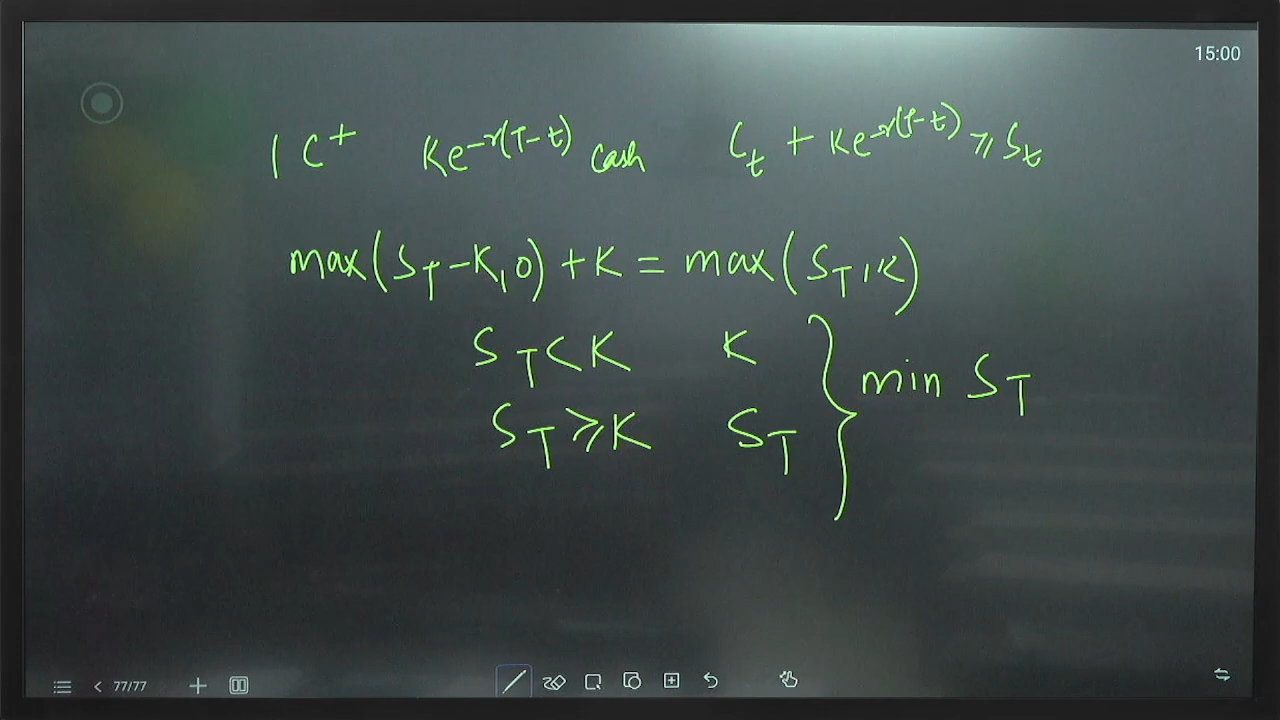 15:00
1 C+ Ke^-r(T-t) cash C_t + Ke^-r(T-t) ⩾ S_t
max(S_T-K,0)+K = max(S_T,K)
S_T<K K
min S_T
S_T⩾K S_T
77/77